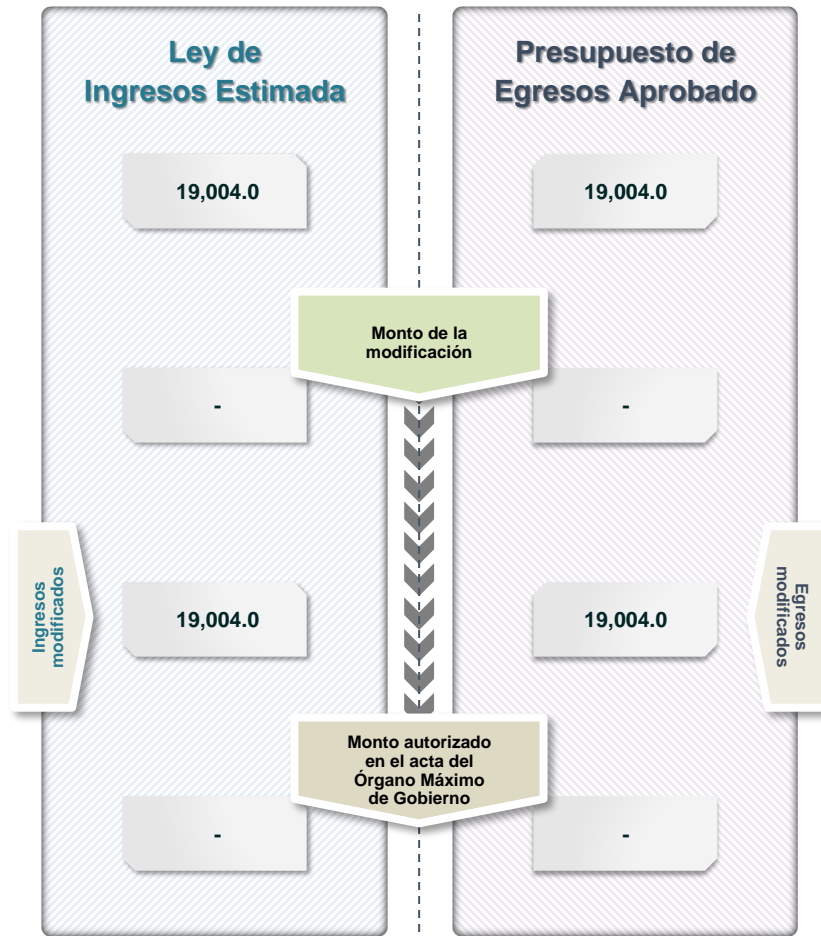 Ley de
Ingresos Estimada
Presupuesto de
Egresos Aprobado
19,004.0
19,004.0
Monto de la
modificación
-
-
Ingresos
modificados
19,004.0
19,004.0
Egresos
modificados
Monto autorizado
en el acta del
Órgano Máximo
de Gobierno
-
-